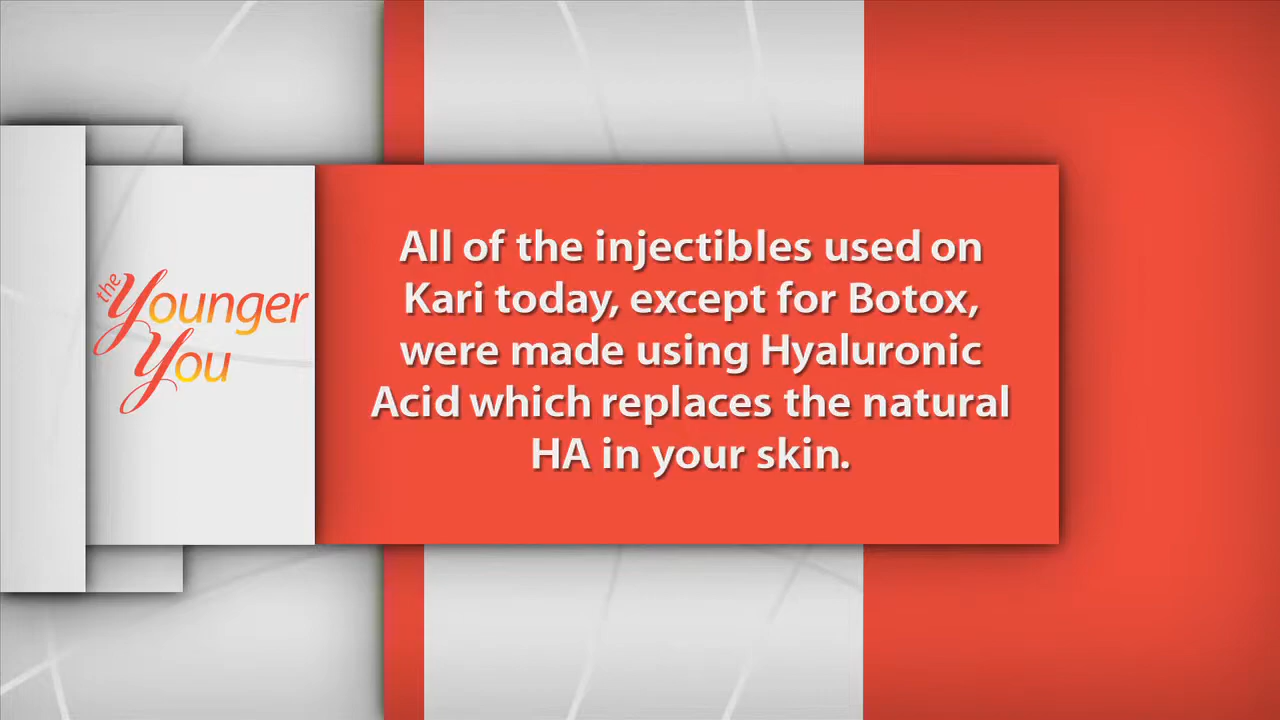 the
Younger
You
All of the injectibles used on
Kari today, except for Botox,
were made using Hyaluronic
Acid which replaces the natural
HA in your skin.